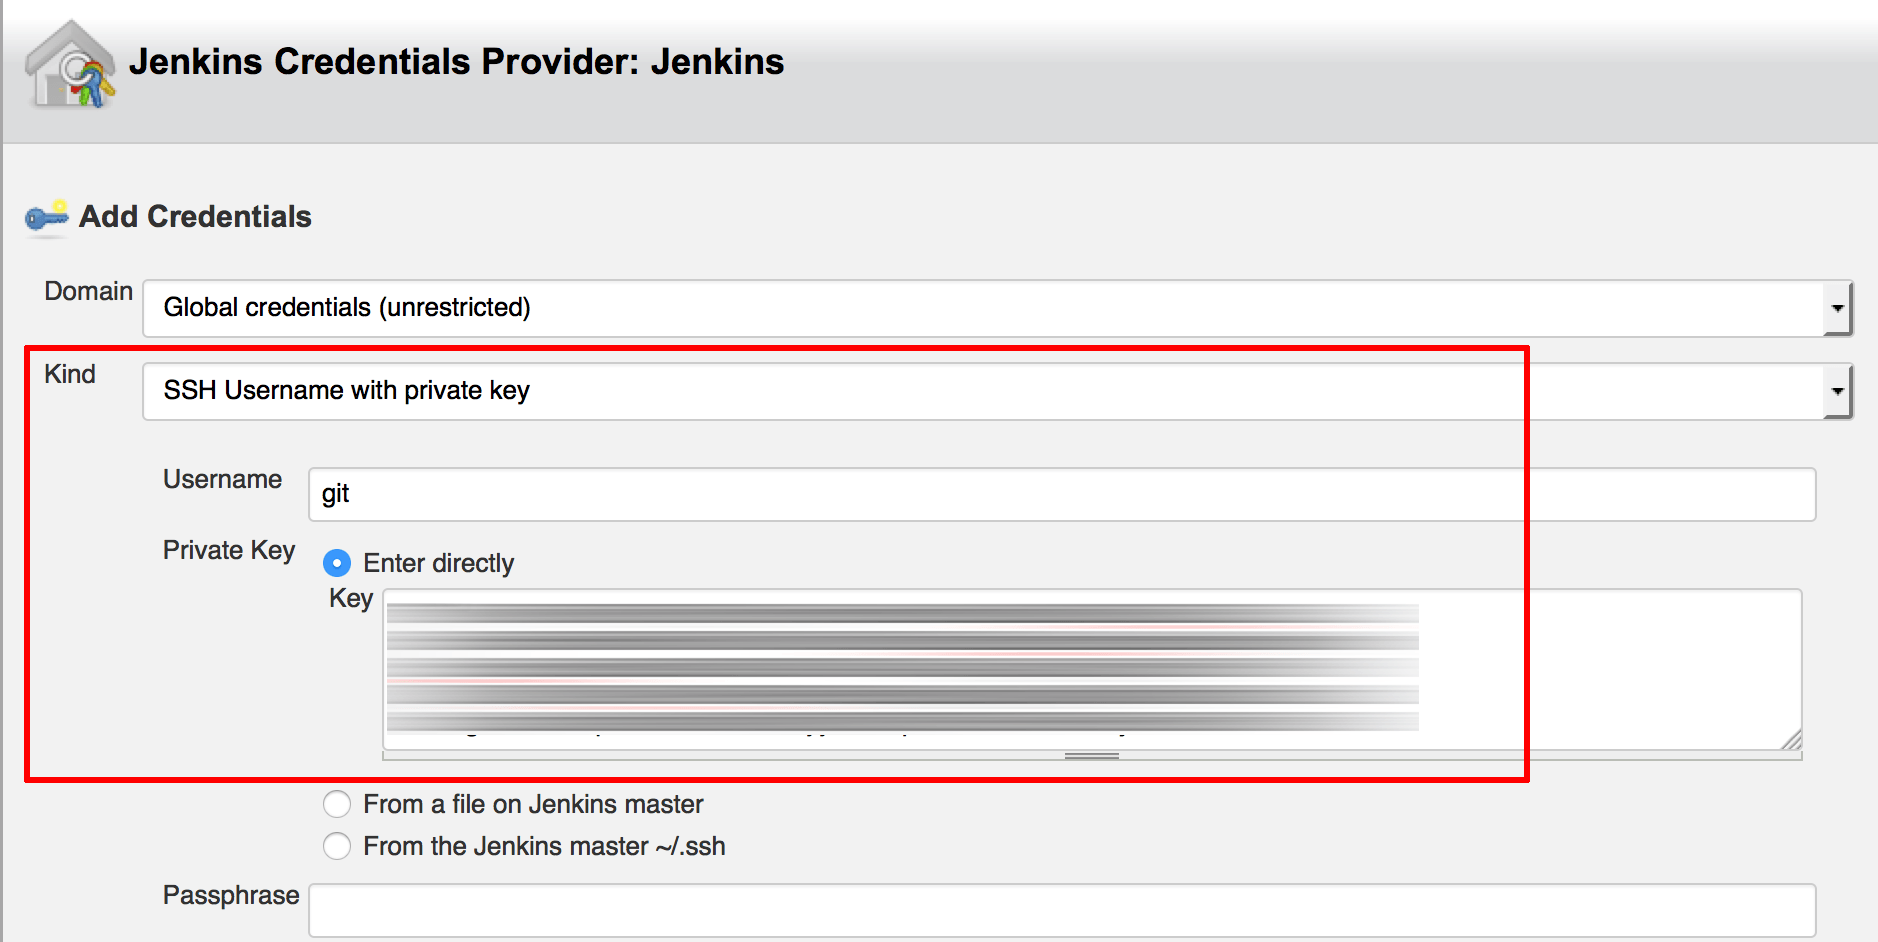 Jenkins Credentials Provider: Jenkins
Add Credentials
Domain
Global credentials (unrestricted)
Kind
SSH Username with private key
Username
git
Private Key
Enter directly
Key
From a file on Jenkins master
From the Jenkins master ~/.ssh
Passphrase